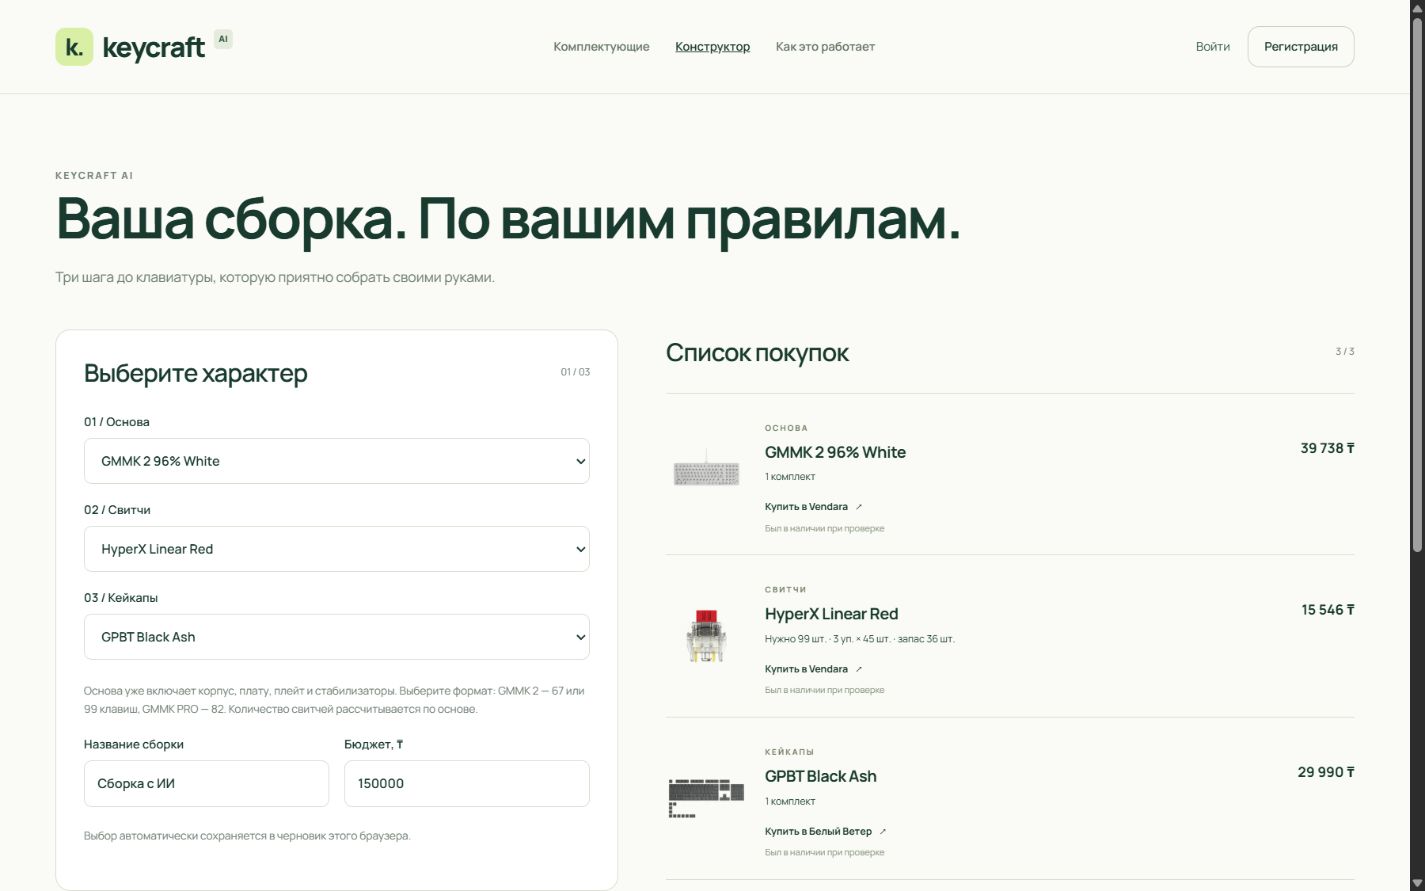 k. keycraft AI
Комплектующие
Конструктор
Как это работает
Войти
Регистрация
KEYCRAFT AI
Ваша сборка. По вашим правилам.
Три шага до клавиатуры, которую приятно собрать своими руками.
Выберите характер
01 / 03
01 / Основа
GMMK 2 96% White
02 / Свитчи
HyperX Linear Red
03 / Кейкапы
GPBT Black Ash
Основа уже включает корпус, плату, плейт и стабилизаторы. Выберите формат: GMMK 2 — 67 или
99 клавиш, GMMK PRO — 82. Количество свитчей рассчитывается по основе.
Название сборки
Бюджет, ₸
Сборка с ИИ
150000
Выбор автоматически сохраняется в черновик этого браузера.
Список покупок
3 / 3
ОСНОВА
GMMK 2 96% White
39 738 ₸
1 комплект
Купить в Vendara ↗
Был в наличии при проверке
СВИТЧИ
HyperX Linear Red
15 546 ₸
Нужно 99 шт. · 3 уп. × 45 шт. · запас 36 шт.
Купить в Vendara ↗
Был в наличии при проверке
КЕЙКАПЫ
GPBT Black Ash
29 990 ₸
1 комплект
Купить в Белый Ветер ↗
Был в наличии при проверке